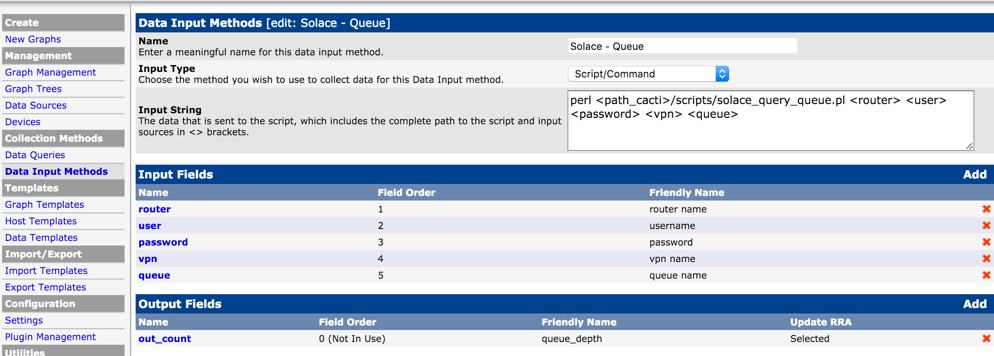 Create
New Graphs
Management
Graph Management
Graph Trees
Data Sources
Devices
Collection Methods
Data Queries
Data Input Methods
Templates
Graph Templates
Host Templates
Data Templates
Import/Export
Import Templates
Export Templates
Configuration
Settings
Plugin Management
Utilities
Data Input Methods [edit: Solace - Queue]
Name
Enter a meaningful name for this data input method.
Solace - Queue
Input Type
Choose the method you wish to use to collect data for this Data Input method.
Script/Command
Input String
The data that is sent to the script, which includes the complete path to the script and input
sources in <> brackets.
perl <path_cacti>/scripts/solace_query_queue.pl <router> <user>
<password> <vpn> <queue>
Input Fields Add
Name Field Order Friendly Name
router 1 router name
user 2 username
password 3 password
vpn 4 vpn name
queue 5 queue name
Output Fields Add
Name Field Order Friendly Name Update RRA
out_count 0 (Not In Use) queue_depth Selected